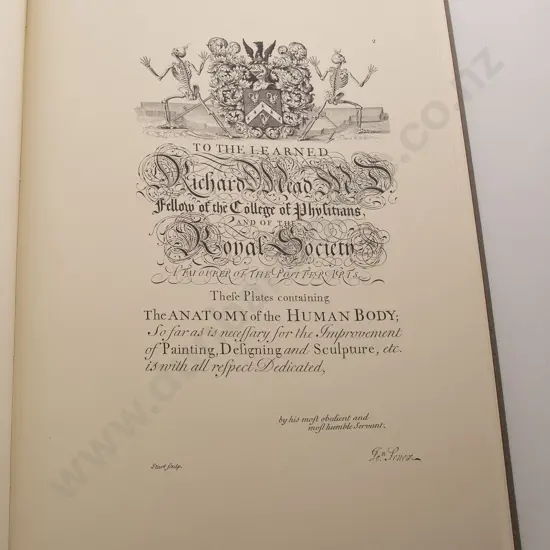 TO THE LEARNED
Richard Mead M.D.
Fellow of the College of Phyſitians,
AND OF THE
Royal Society
A FAVOURER OF THE POLITER ARTS.
Theſe Plates containing
The ANATOMY of the HUMAN BODY;
So far as is neceſſary for the Improvement
of Painting, Deſigning and Sculpture, etc.
is with all reſpect Dedicated,
by his moſt obedient and
moſt humble Servant.
Jn. Senex
Sturt ſculp.